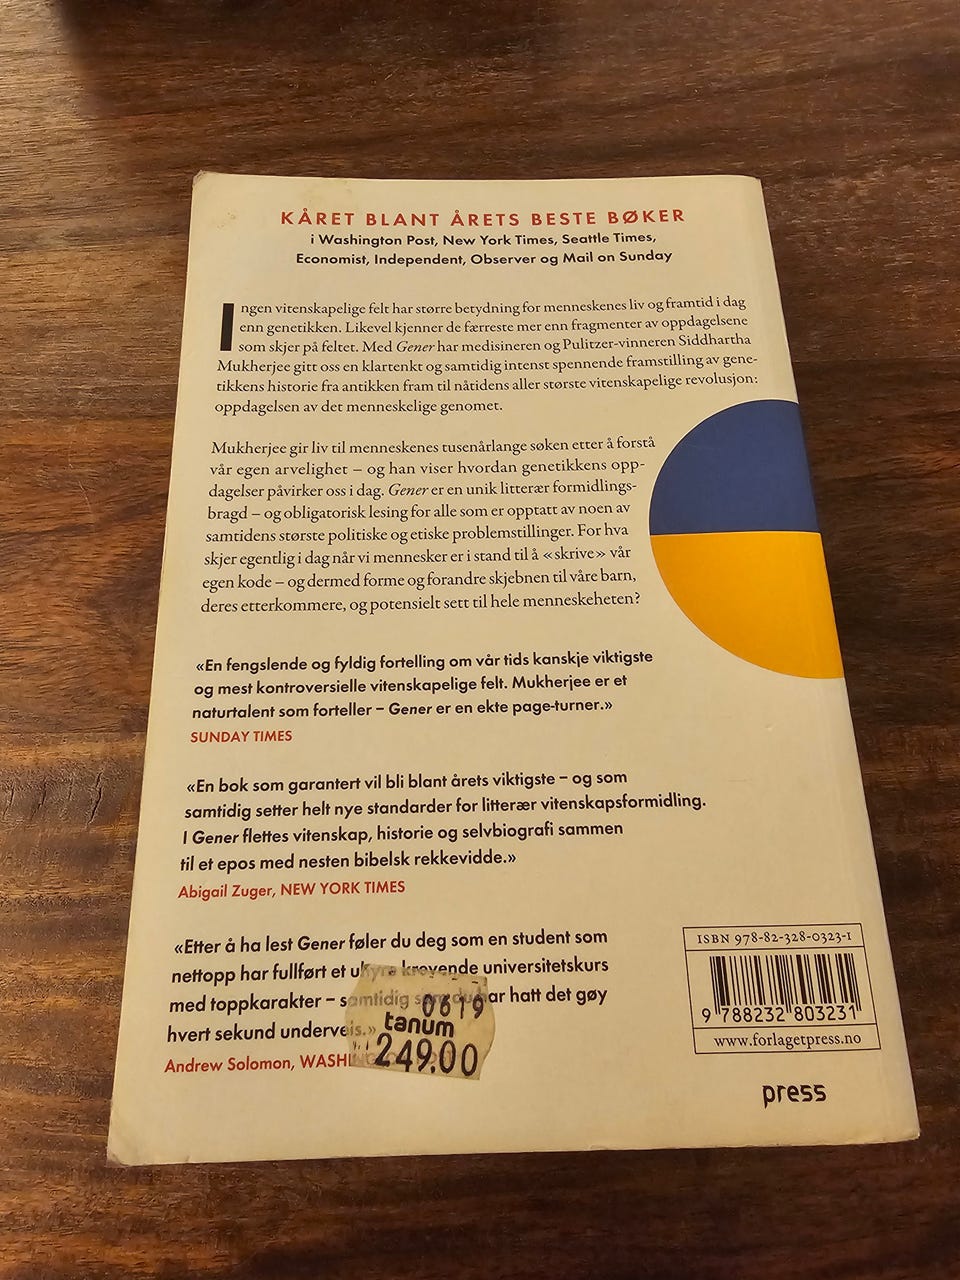 KÅRET BLANT ÅRETS BESTE BØKER
i Washington Post, New York Times, Seattle Times,
Economist, Independent, Observer og Mail on Sunday
Ingen vitenskapelige felt har større betydning for menneskenes liv og framtid i dag
enn genetikken. Likevel kjenner de færreste mer enn fragmenter av oppdagelsene
som skjer på feltet. Med Gener har medisineren og Pulitzer-vinneren Siddhartha
Mukherjee gitt oss en klartenkt og samtidig intenst spennende framstilling av gene-
tikkens historie fra antikken fram til nåtidens aller største vitenskapelige revolusjon:
oppdagelsen av det menneskelige genomet.
Mukherjee gir liv til menneskenes tusenårlange søken etter å forstå
vår egen arvelighet – og han viser hvordan genetikkens opp-
dagelser påvirker oss i dag. Gener er en unik litterær formidlings-
bragd – og obligatorisk lesing for alle som er opptatt av noen av
samtidens største politiske og etiske problemstillinger. For hva
skjer egentlig i dag når vi mennesker er i stand til å «skrive» vår
egen kode – og dermed forme og forandre skjebnen til våre barn,
deres etterkommere, og potensielt sett til hele menneskeheten?
«En fengslende og fyldig fortelling om vår tids kanskje viktigste
og mest kontroversielle vitenskapelige felt. Mukherjee er et
naturtalent som forteller – Gener er en ekte page-turner.»
SUNDAY TIMES
«En bok som garantert vil bli blant årets viktigste – og som
samtidig setter helt nye standarder for litterær vitenskapsformidling.
I Gener flettes vitenskap, historie og selvbiografi sammen
til et epos med nesten bibelsk rekkevidde.»
Abigail Zuger, NEW YORK TIMES
«Etter å ha lest Gener føler du deg som en student som
nettopp har fullført et uhyre krevende universitetskurs
med toppkarakter – samtidig som du har hatt det gøy
hvert sekund underveis.»
Andrew Solomon,
0619
tanum
249.00
ISBN 978-82-328-0323-1
9 788232 803231
www.forlagetpress.no
press